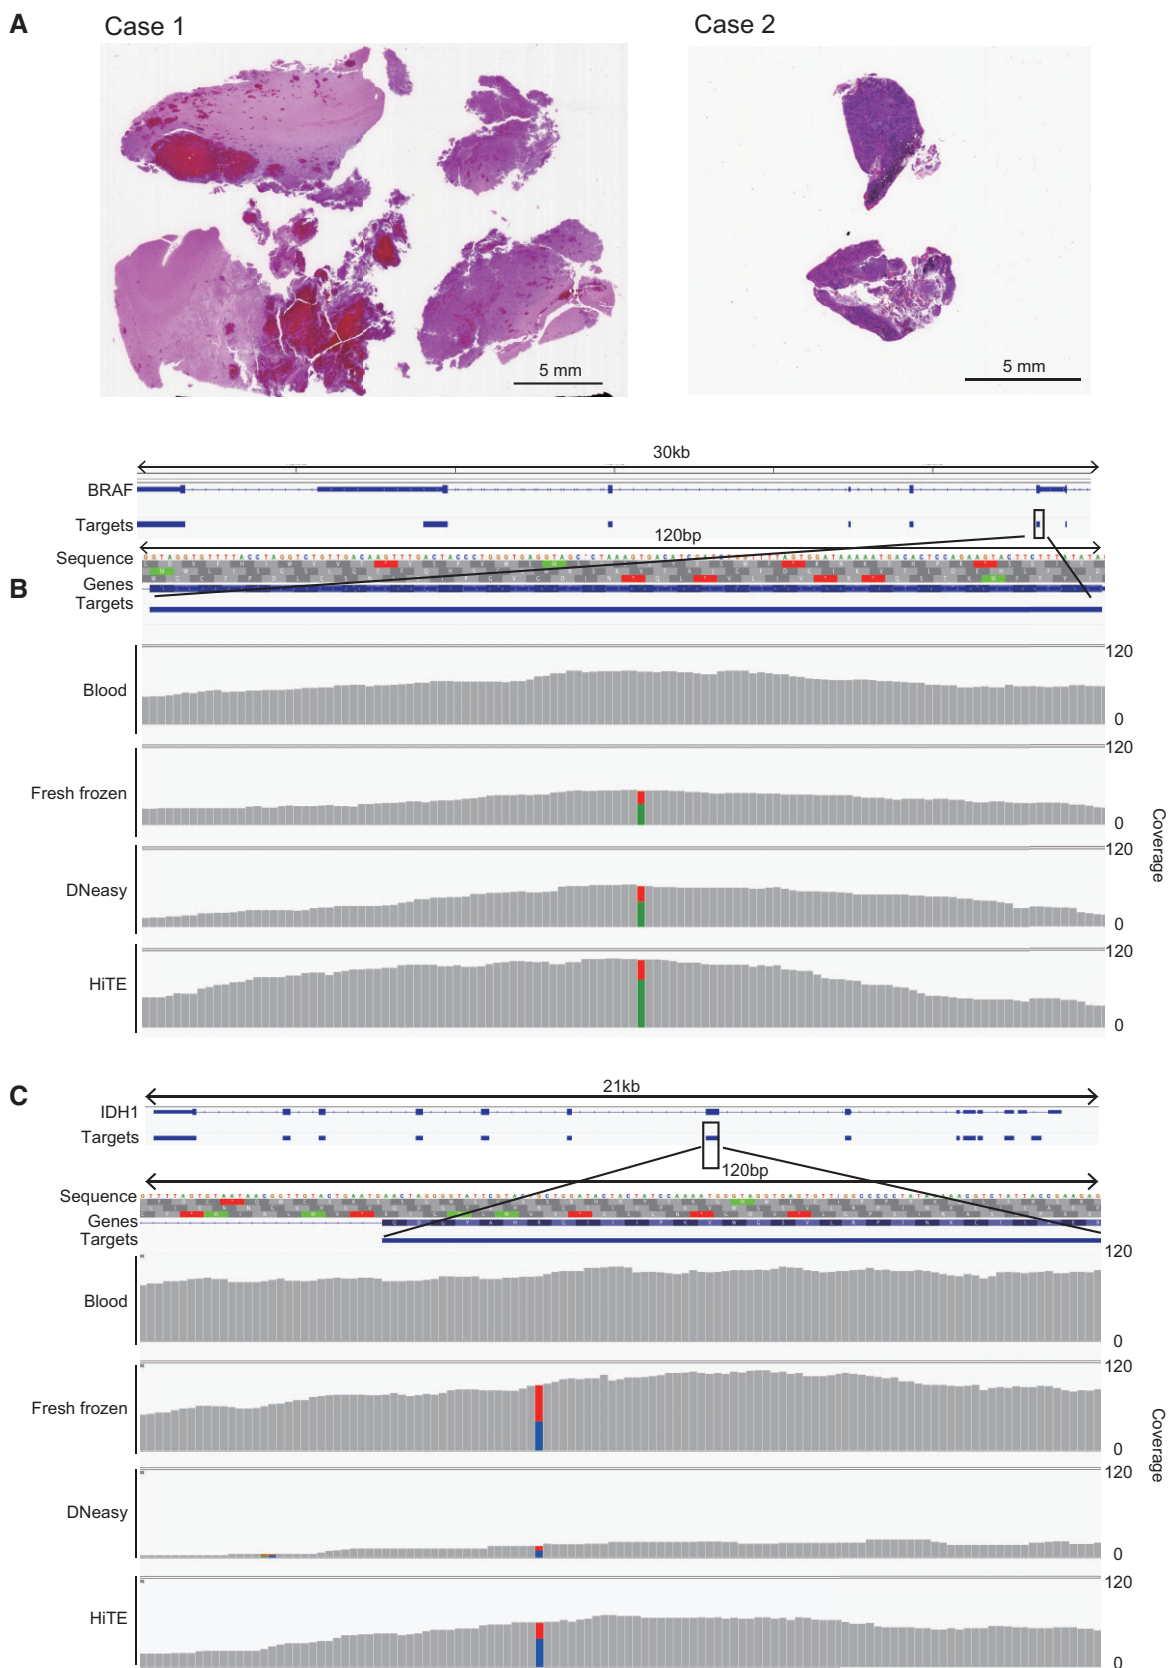 A
Case 1
Case 2
5 mm
5 mm
30kb
BRAF
Targets
120bp
Sequence
B
Genes
Targets
120
Blood
0
120
Fresh frozen
0
120
DNeasy
0
120
HiTE
0
Coverage
C
21kb
IDH1
Targets
120bp
Sequence
Genes
Targets
120
Blood
0
120
Fresh frozen
0
120
DNeasy
0
120
HiTE
0
Coverage